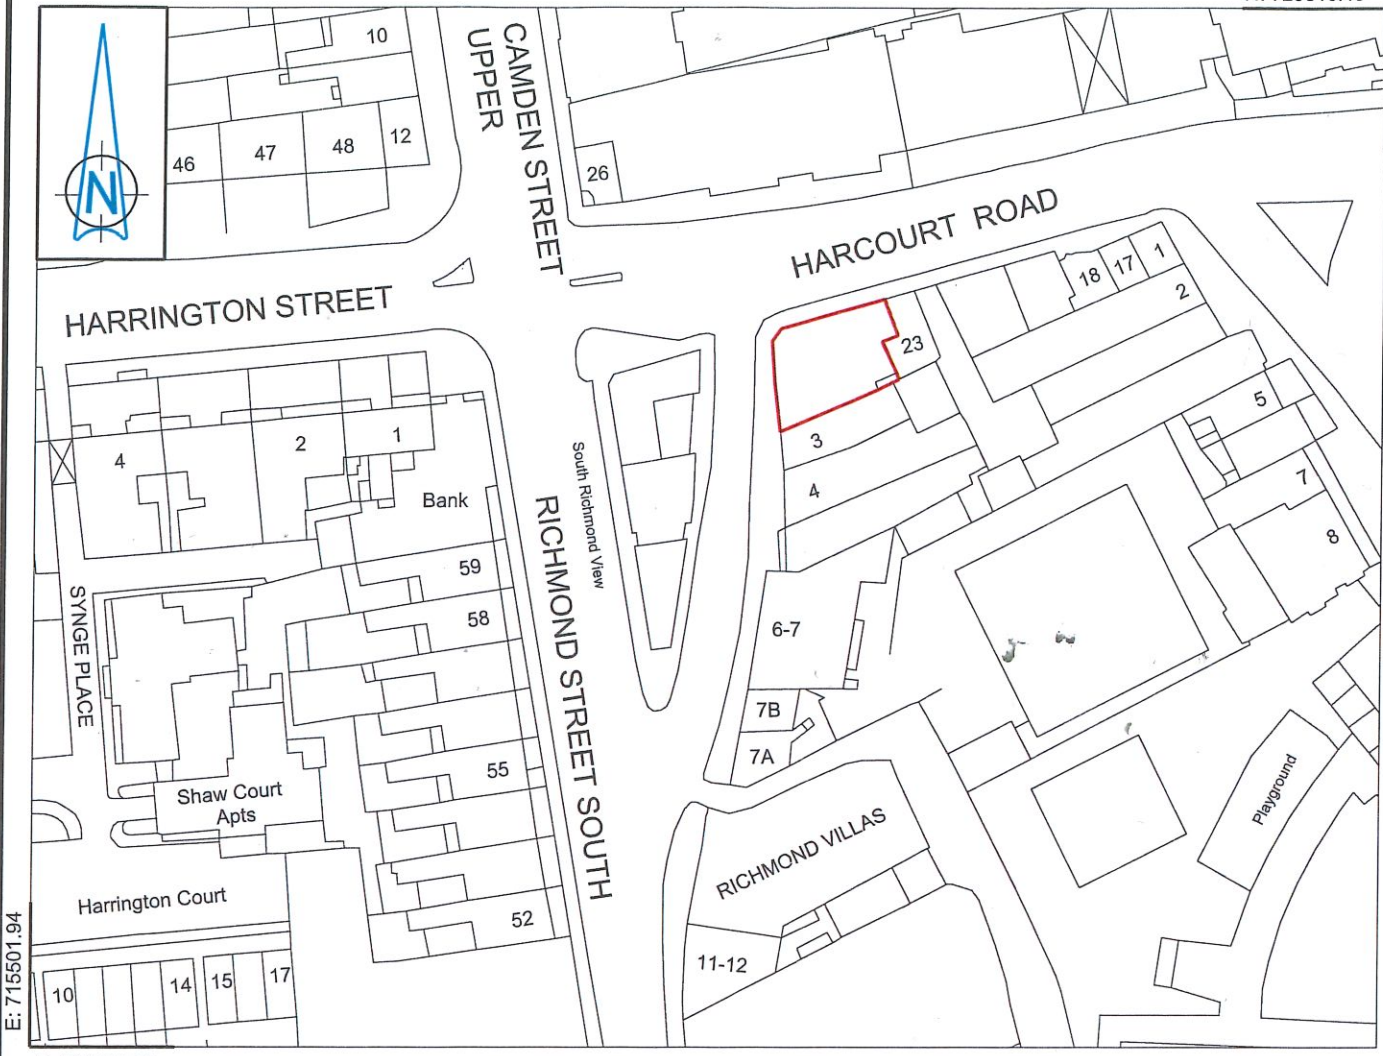 N
10
46
47
48
12
CAMDEN STREET
UPPER
26
HARCOURT ROAD
HARRINGTON STREET
18
17
1
2
23
3
4
5
7
8
4
2
1
Bank
59
58
55
52
South Richmond View
RICHMOND STREET SOUTH
SYNGE PLACE
6-7
7B
7A
Shaw Court
Apts
Harrington Court
RICHMOND VILLAS
Playground
11-12
10
14
15
17
E: 715501.94